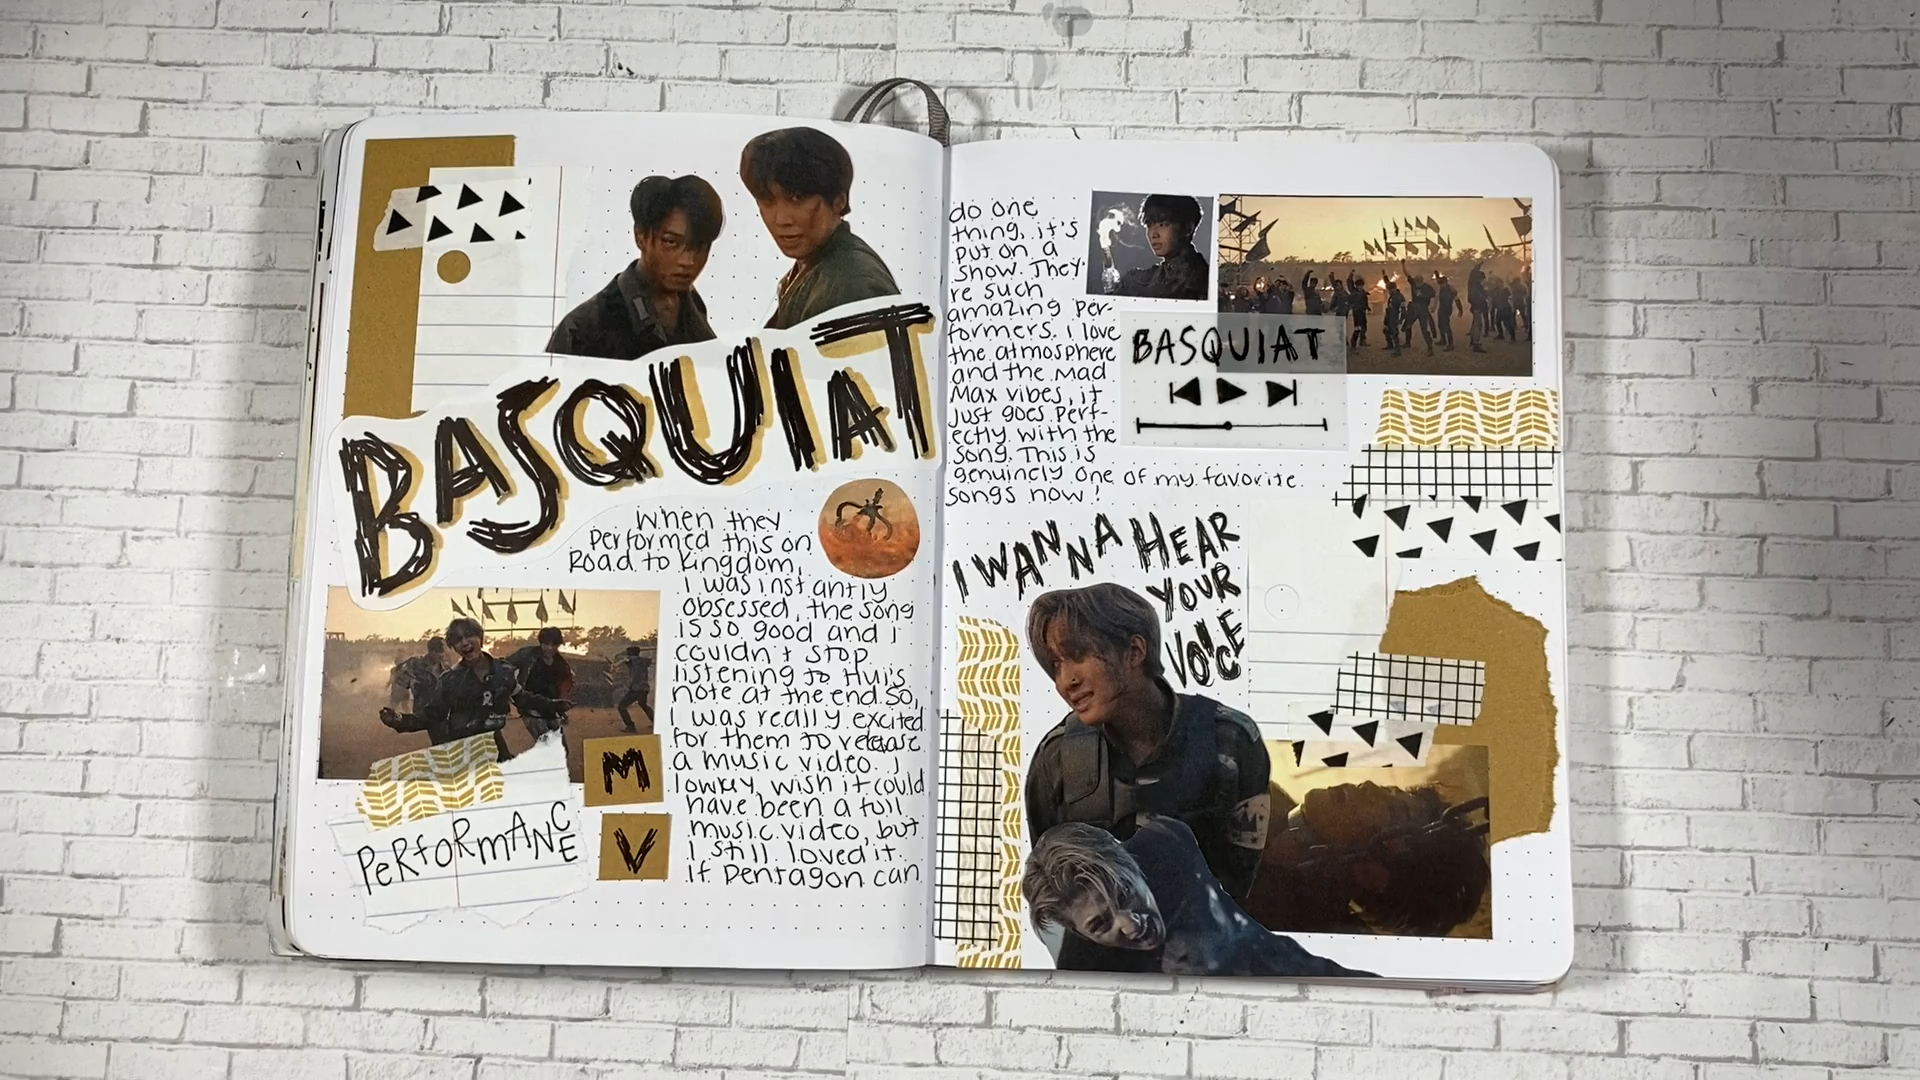 BASQUIAT
When they
performed this on
Road to Kingdom,
I was instantly
obsessed, the song
is so good and I
couldn't stop
listening to Hui's
note at the end so,
I was really excited
for them to release
a music video. I
lowkey wish it could
have been a full
music video, but
I still loved it.
If Pentagon can
PeRfoRmANCE
M
V
do one
thing, it's
put on a
show. They'
re such
amazing per-
formers. I love
the atmosphere
and the Mad
Max vibes, it
just goes perf-
ectly with the
song. This is
genuinely one of my favorite
songs now!
BASQUIAT
I WANNA HEAR
YOUR
VOICE